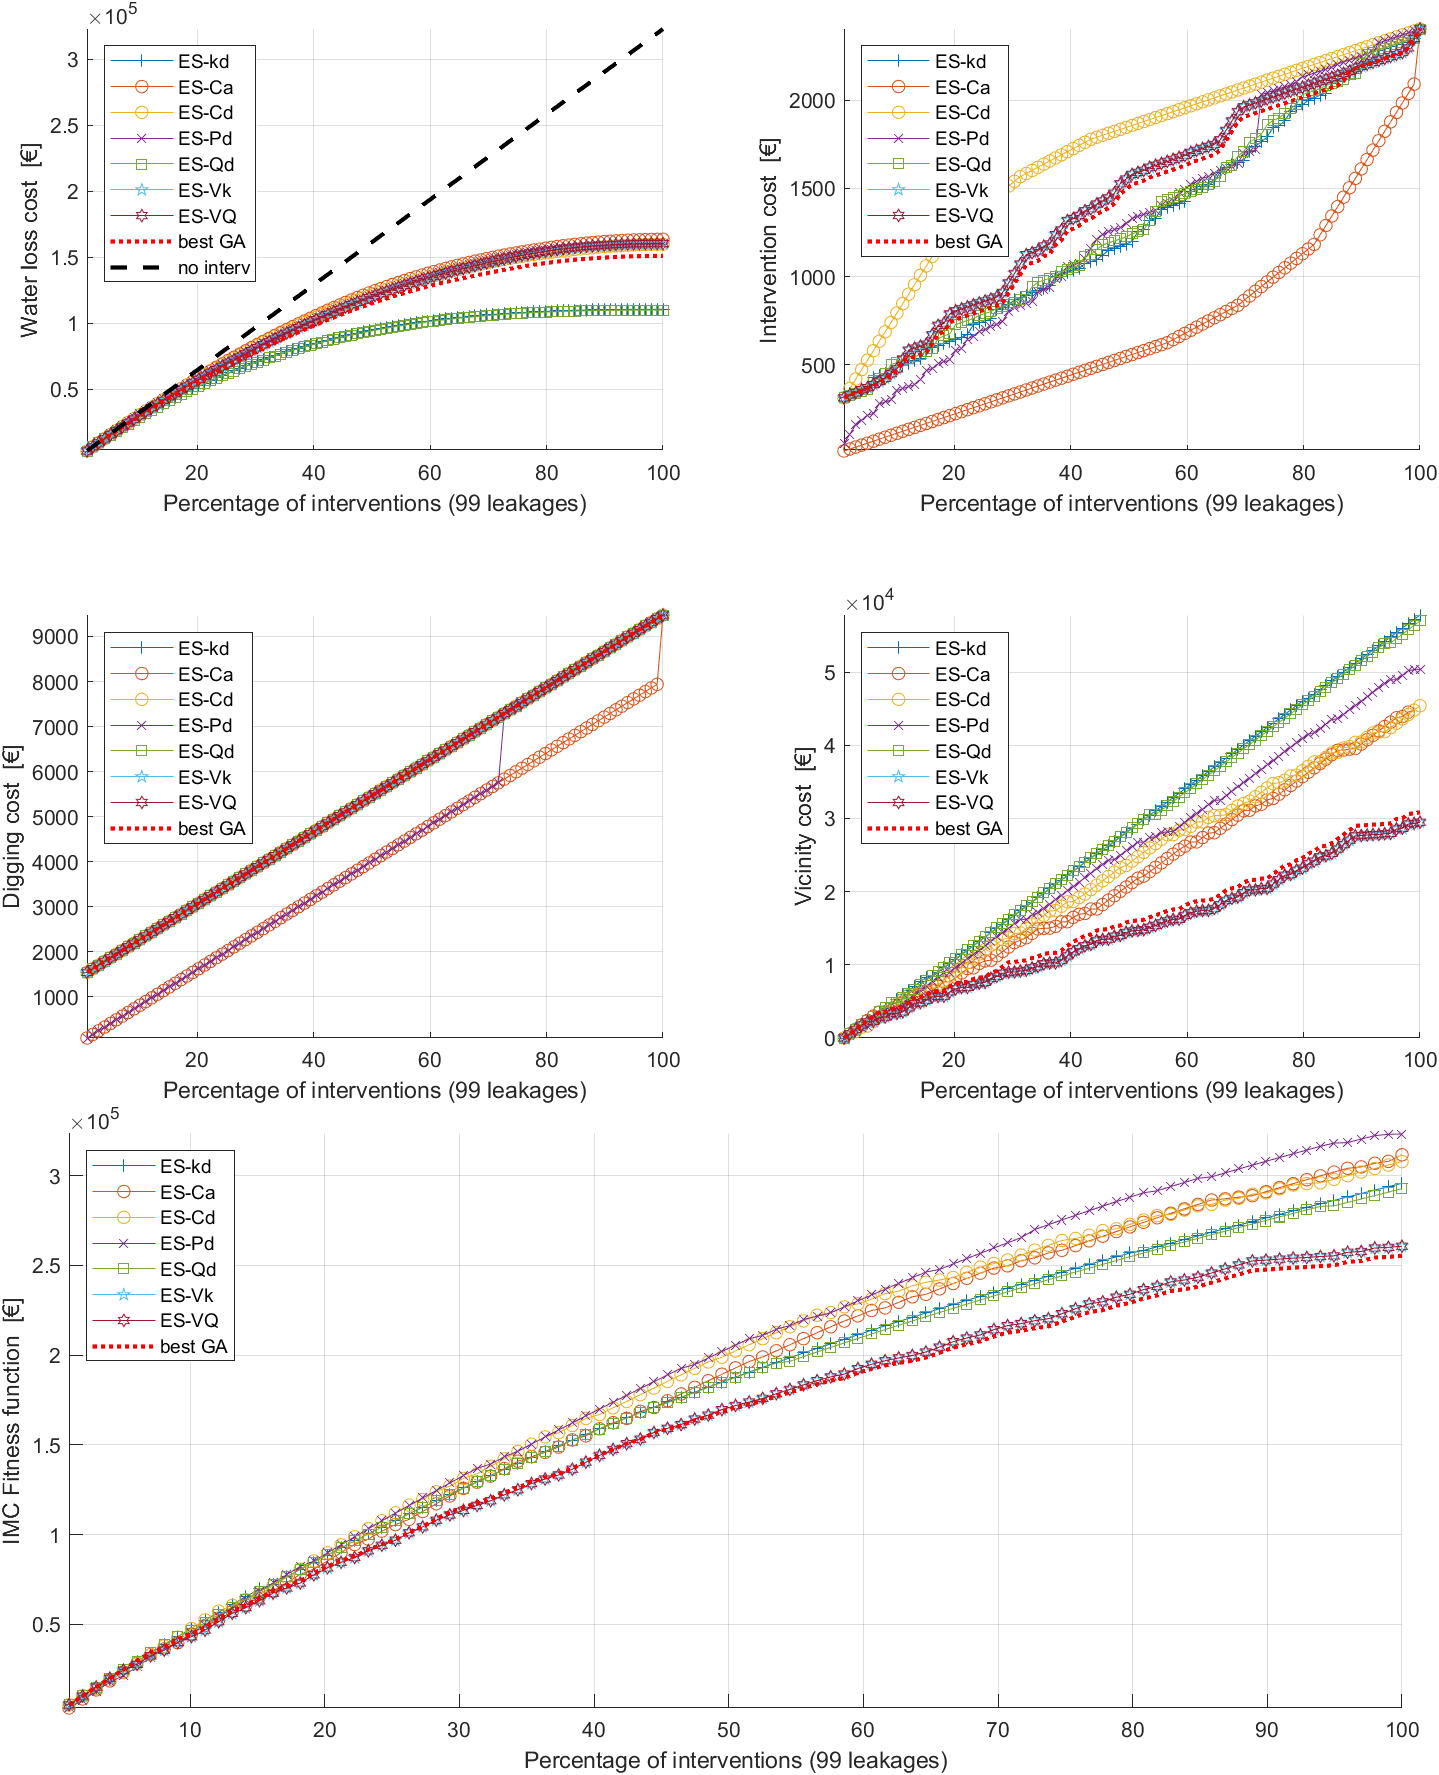 ×10⁵
3
2.5
2
1.5
1
0.5
Water loss cost [€]
ES-kd
ES-Ca
ES-Cd
ES-Pd
ES-Qd
ES-Vk
ES-VQ
best GA
no interv
20 40 60 80 100
Percentage of interventions (99 leakages)
2000
1500
1000
500
Intervention cost [€]
ES-kd
ES-Ca
ES-Cd
ES-Pd
ES-Qd
ES-Vk
ES-VQ
best GA
20 40 60 80 100
Percentage of interventions (99 leakages)
9000
8000
7000
6000
5000
4000
3000
2000
1000
Digging cost [€]
ES-kd
ES-Ca
ES-Cd
ES-Pd
ES-Qd
ES-Vk
ES-VQ
best GA
20 40 60 80 100
Percentage of interventions (99 leakages)
×10⁴
5
4
3
2
1
0
Vicinity cost [€]
ES-kd
ES-Ca
ES-Cd
ES-Pd
ES-Qd
ES-Vk
ES-VQ
best GA
20 40 60 80 100
Percentage of interventions (99 leakages)
×10⁵
3
2.5
2
1.5
1
0.5
IMC Fitness function [€]
ES-kd
ES-Ca
ES-Cd
ES-Pd
ES-Qd
ES-Vk
ES-VQ
best GA
10 20 30 40 50 60 70 80 90 100
Percentage of interventions (99 leakages)